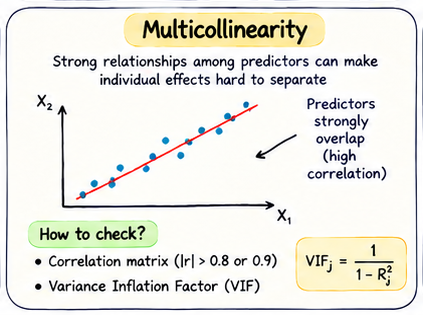 Multicollinearity
Strong relationships among predictors can make
individual effects hard to separate
X₂
Predictors
strongly
overlap
(high
correlation)
X₁
How to check?
• Correlation matrix (|r| > 0.8 or 0.9)
• Variance Inflation Factor (VIF)
VIFⱼ = 1 / (1 - Rⱼ²)